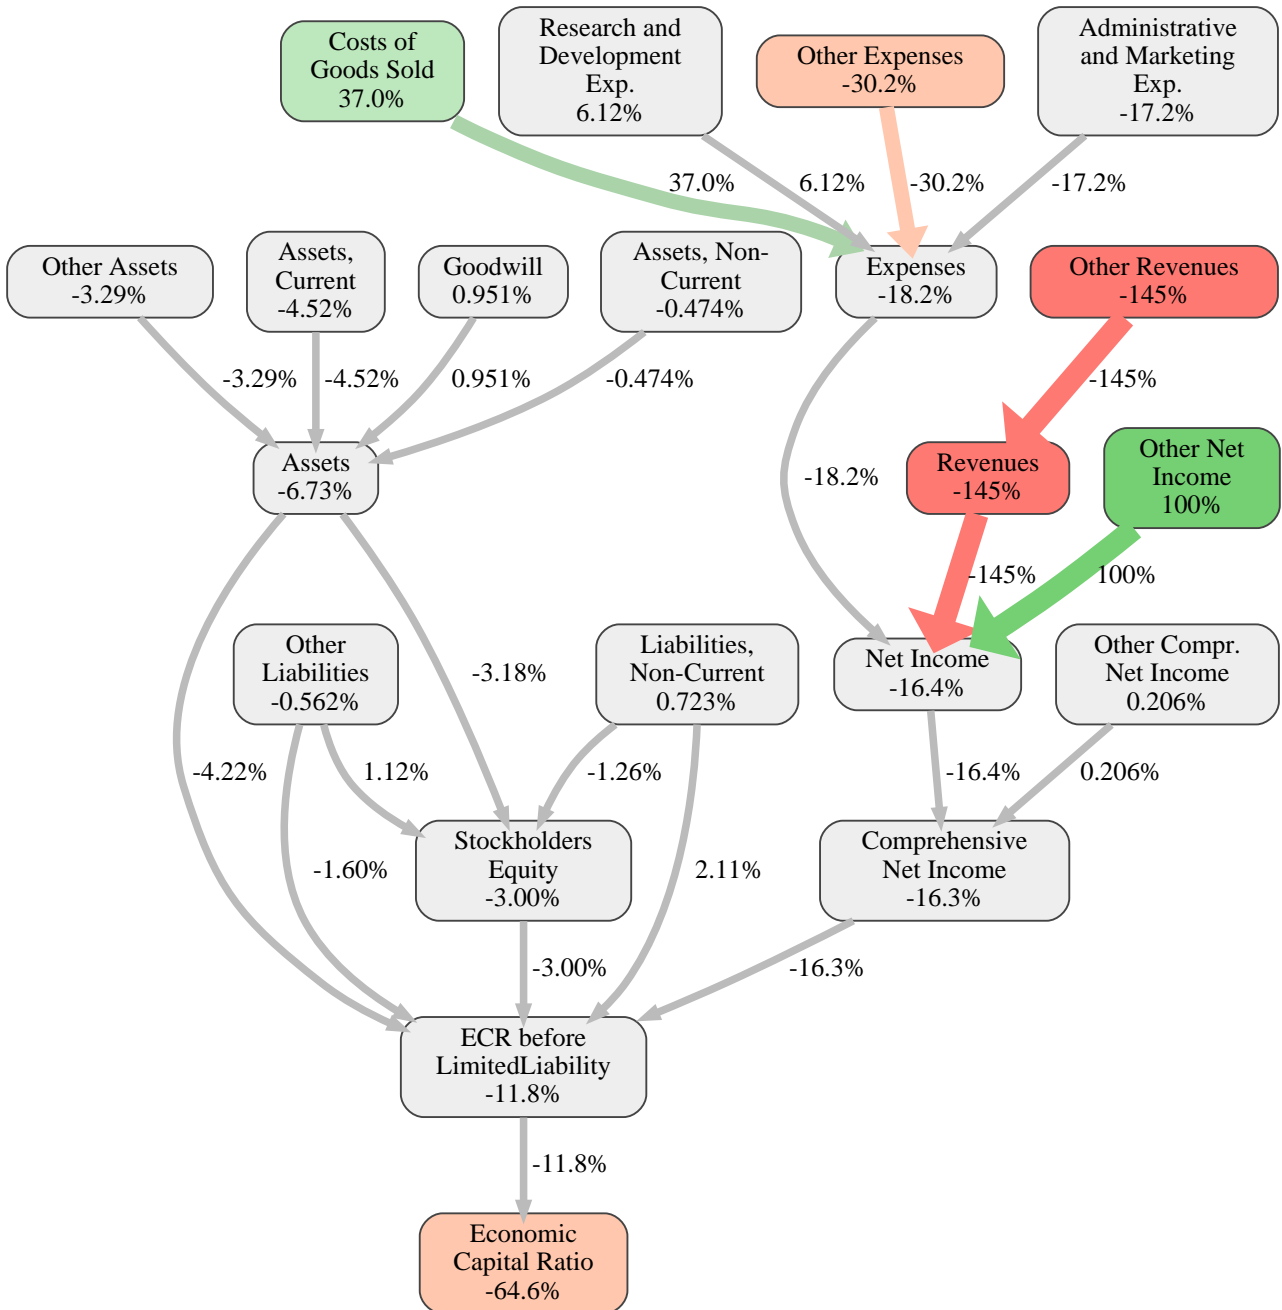 Costs of
Goods Sold
37.0%
Research and
Development
Exp.
6.12%
Other Expenses
-30.2%
Administrative
and Marketing
Exp.
-17.2%
37.0%
6.12%
-30.2%
-17.2%
Other Assets
-3.29%
Assets,
Current
-4.52%
Goodwill
0.951%
Assets, Non-
Current
-0.474%
Expenses
-18.2%
Other Revenues
-145%
-3.29%
-4.52%
0.951%
-0.474%
-145%
Assets
-6.73%
-18.2%
Revenues
-145%
Other Net
Income
100%
-145%
100%
Other
Liabilities
-0.562%
-3.18%
Liabilities,
Non-Current
0.723%
Net Income
-16.4%
Other Compr.
Net Income
0.206%
-4.22%
1.12%
-1.26%
-16.4%
0.206%
-1.60%
Stockholders
Equity
-3.00%
2.11%
Comprehensive
Net Income
-16.3%
-3.00%
-16.3%
ECR before
LimitedLiability
-11.8%
-11.8%
Economic
Capital Ratio
-64.6%